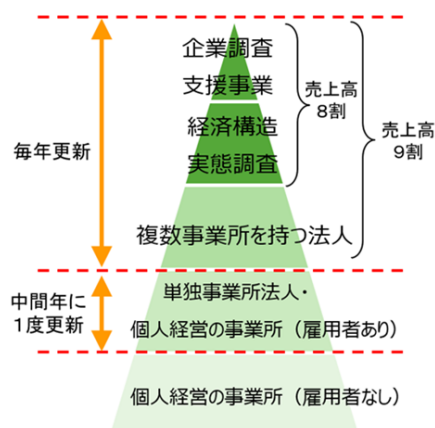 企業調査
支援事業
経済構造
実態調査
売上高
8割
売上高
9割
毎年更新
複数事業所を持つ法人
中間年に
1度更新
単独事業所法人・
個人経営の事業所（雇用者あり）
個人経営の事業所（雇用者なし）